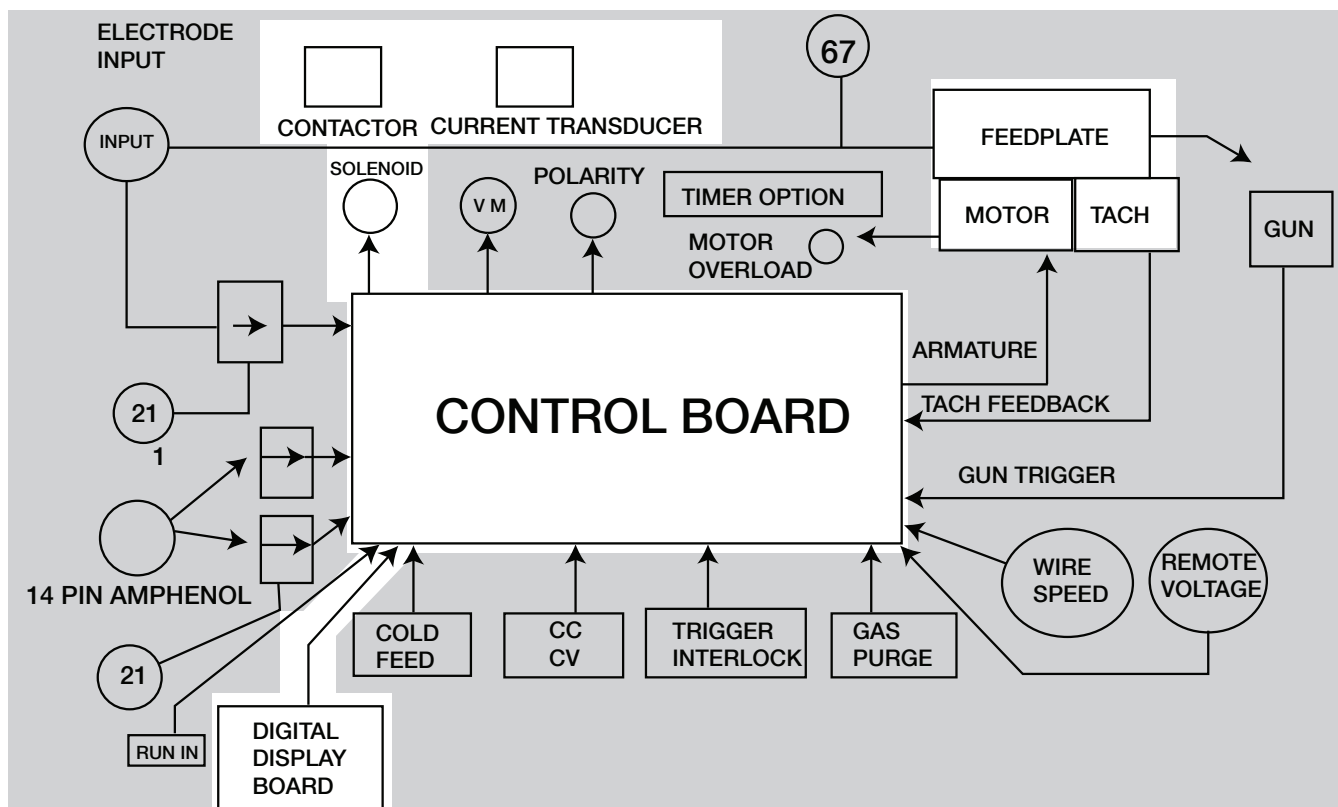 ELECTRODE
INPUT
67
CONTACTOR
CURRENT TRANSDUCER
INPUT
FEEDPLATE
SOLENOID
V M
POLARITY
TIMER OPTION
MOTOR
TACH
GUN
MOTOR
OVERLOAD
ARMATURE
CONTROL BOARD
TACH FEEDBACK
21
1
GUN TRIGGER
14 PIN AMPHENOL
WIRE
SPEED
REMOTE
VOLTAGE
COLD
FEED
CC
CV
TRIGGER
INTERLOCK
GAS
PURGE
21
RUN IN
DIGITAL
DISPLAY
BOARD